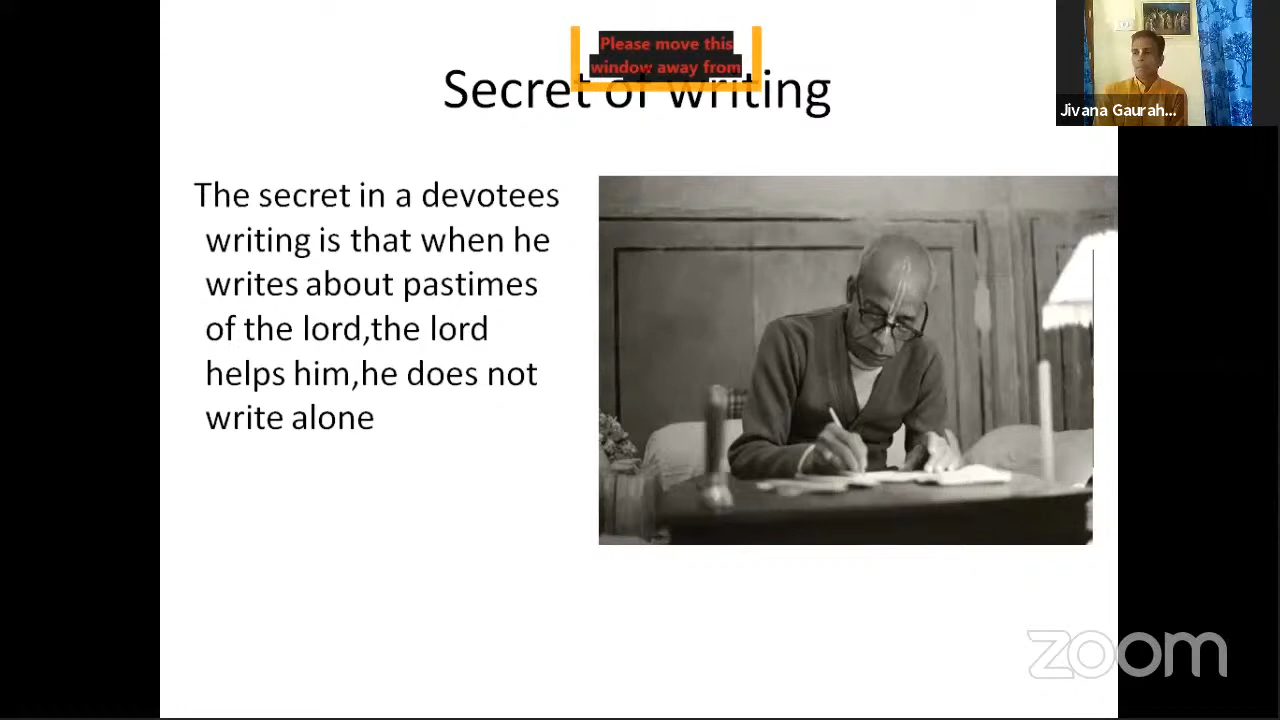 Please move this
window away from
Secret of writing
Jivana Gaurah...
The secret in a devotees
writing is that when he
writes about pastimes
of the lord,the lord
helps him,he does not
write alone
zoom